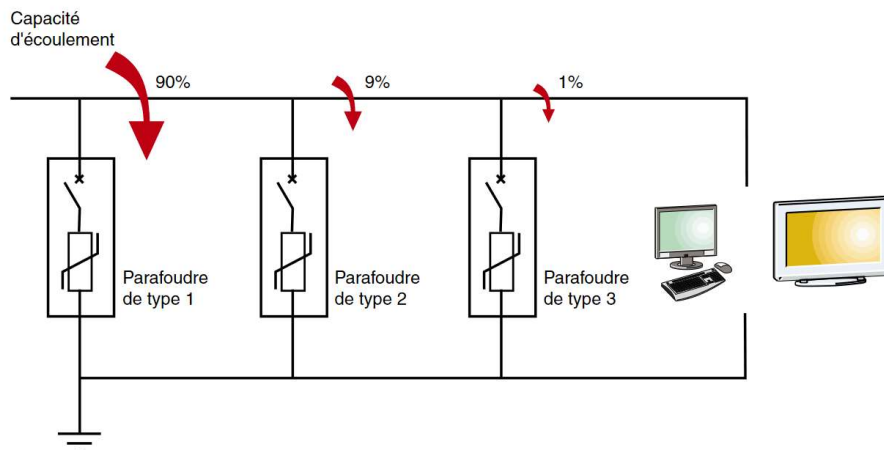 Capacité
d'écoulement
90%
9%
1%
Parafoudre
de type 1
Parafoudre
de type 2
Parafoudre
de type 3